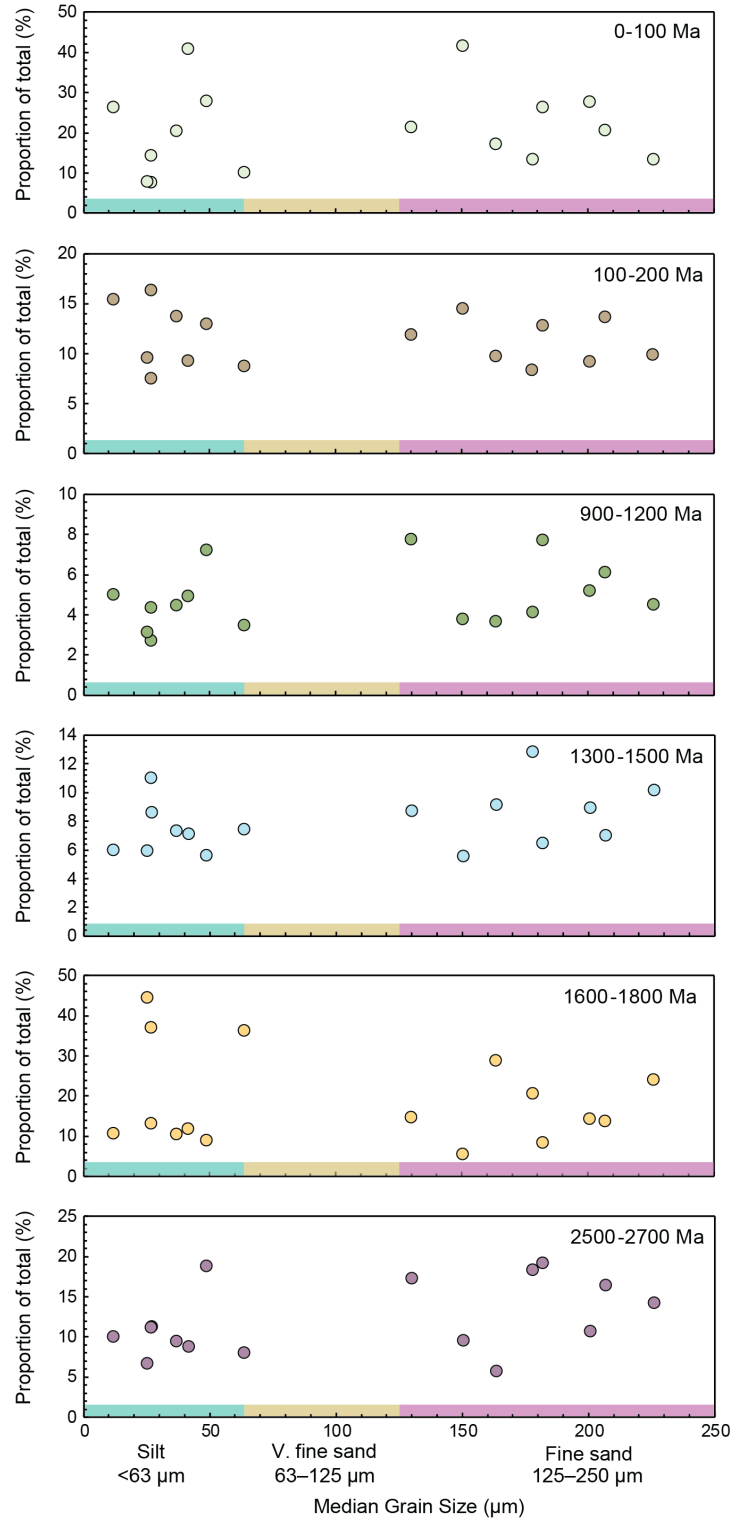 50
0-100 Ma
40
30
20
10
0
Proportion of total (%)
20
100-200 Ma
15
10
5
0
Proportion of total (%)
10
900-1200 Ma
8
6
4
2
0
Proportion of total (%)
14
1300-1500 Ma
12
10
8
6
4
2
0
Proportion of total (%)
50
1600-1800 Ma
40
30
20
10
0
Proportion of total (%)
25
2500-2700 Ma
20
15
10
5
0
Proportion of total (%)
0 50 100 150 200 250
Silt V. fine sand Fine sand
<63 µm 63–125 µm 125–250 µm
Median Grain Size (µm)